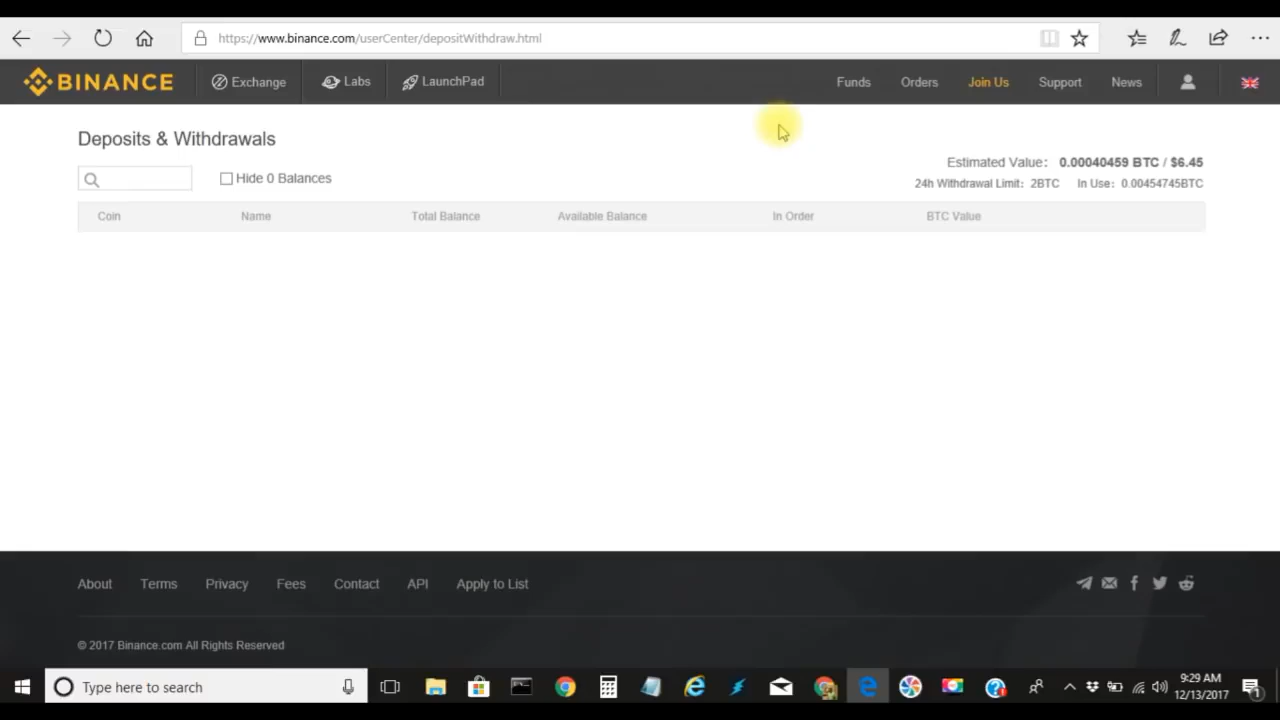 https://www.binance.com/userCenter/depositWithdraw.html
BINANCE Exchange Labs LaunchPad Funds Orders Join Us Support News
Deposits & Withdrawals
Estimated Value: 0.00040459 BTC / $6.45
Hide 0 Balances
24h Withdrawal Limit: 2BTC In Use: 0.00454745BTC
Coin Name Total Balance Available Balance In Order BTC Value
About Terms Privacy Fees Contact API Apply to List
© 2017 Binance.com All Rights Reserved
Type here to search
9:29 AM
12/13/2017
1